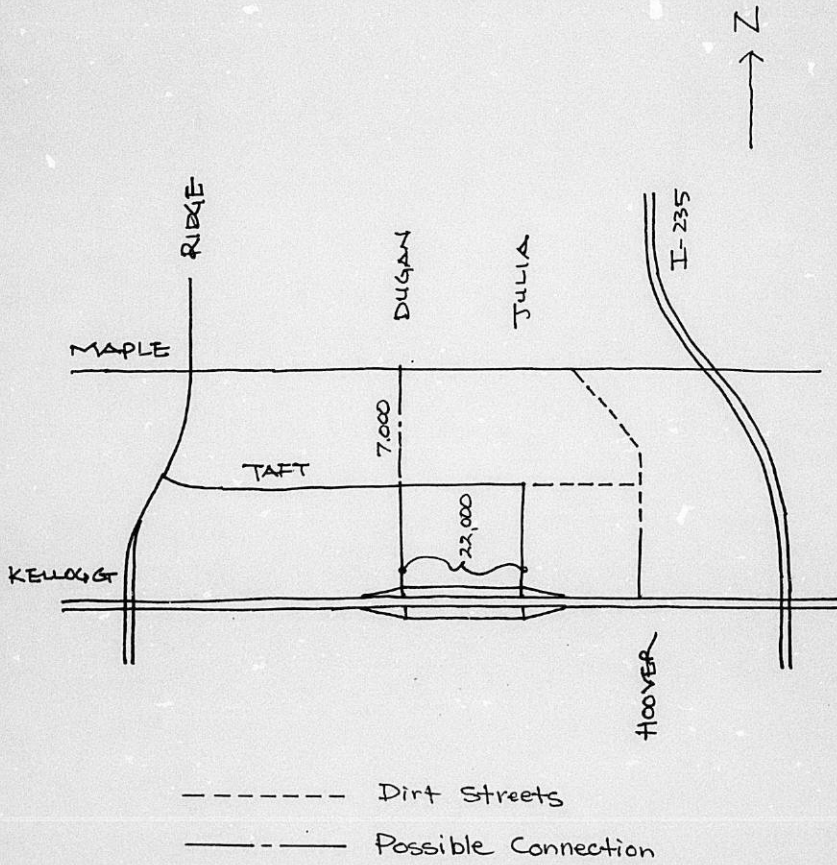 N
RIDGE
DUGAN
JULIA
I-235
MAPLE
7.000
TAFT
22,000
KELLOGG
HOOVER
Dirt Streets
Possible Connection